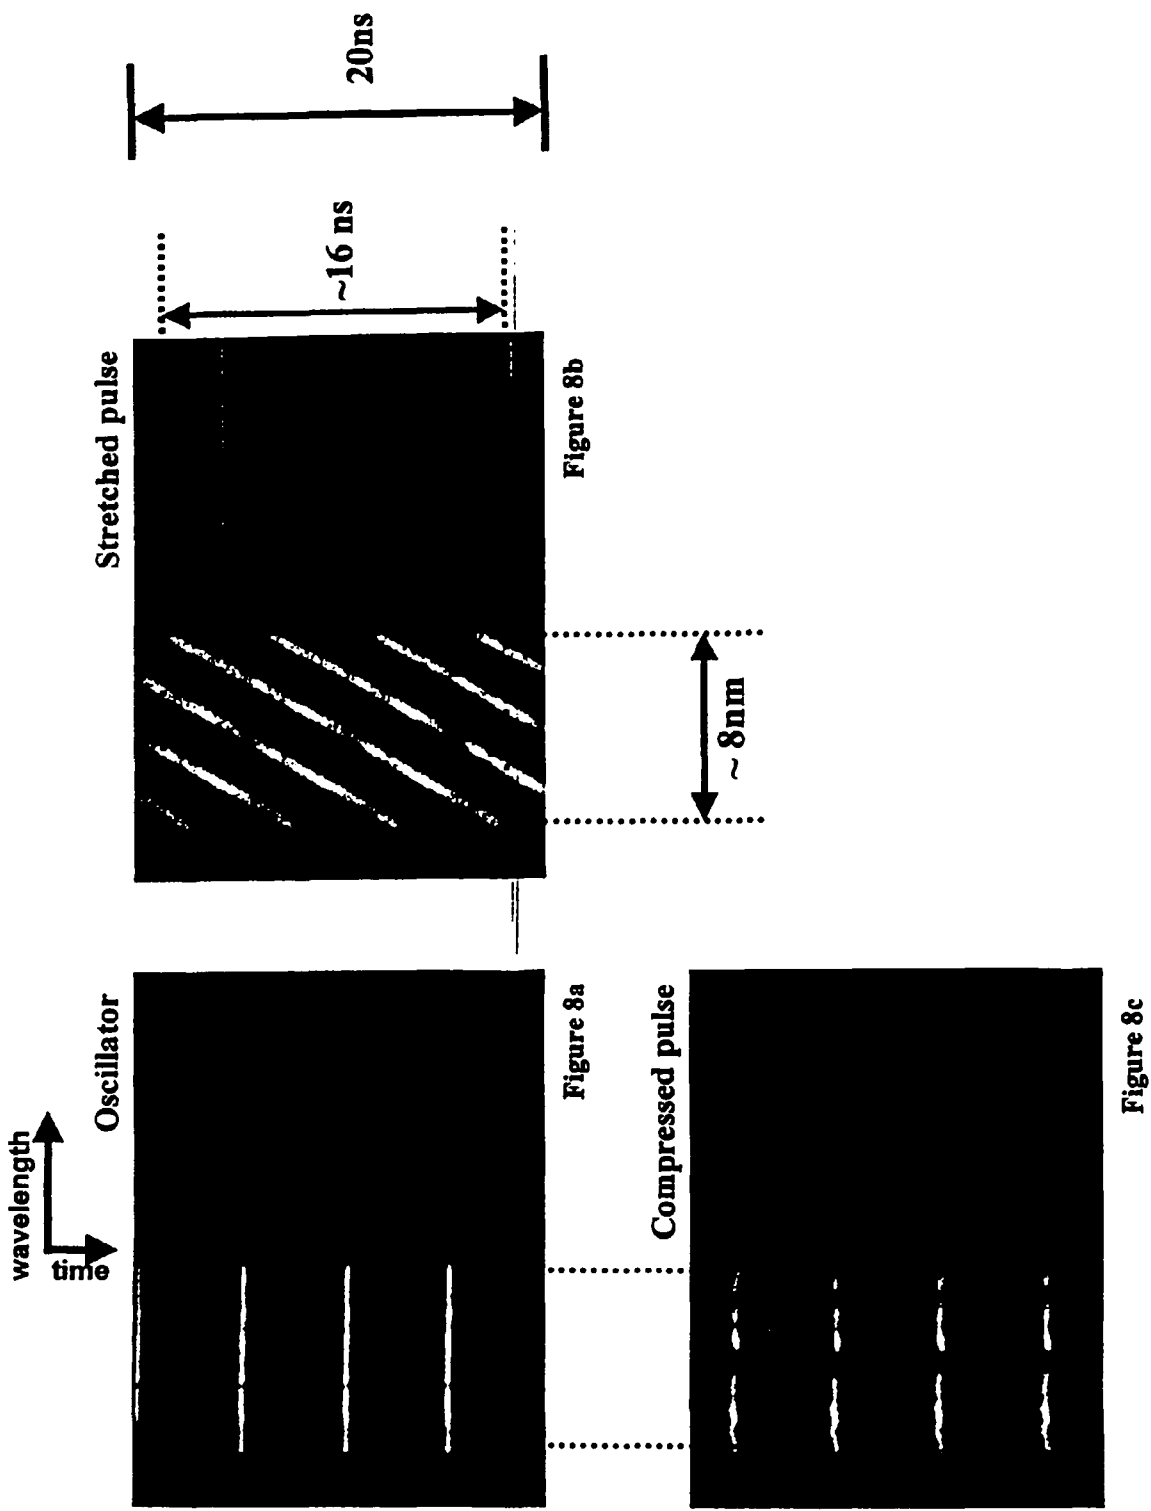 wavelength
time
Oscillator
Figure 8a
Stretched pulse
~16 ns
20ns
Figure 8b
~ 8nm
Compressed pulse
Figure 8c